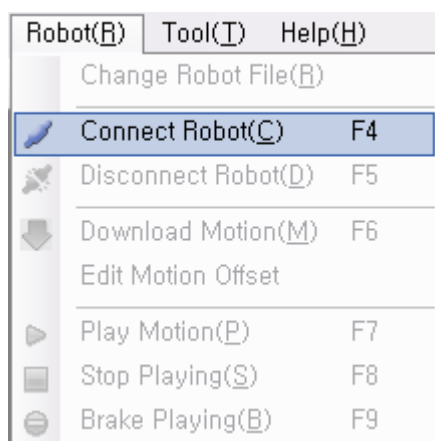 Robot(R) Tool(T) Help(H)
Change Robot File(R)
Connect Robot(C) F4
Disconnect Robot(D) F5
Download Motion(M) F6
Edit Motion Offset
Play Motion(P) F7
Stop Playing(S) F8
Brake Playing(B) F9